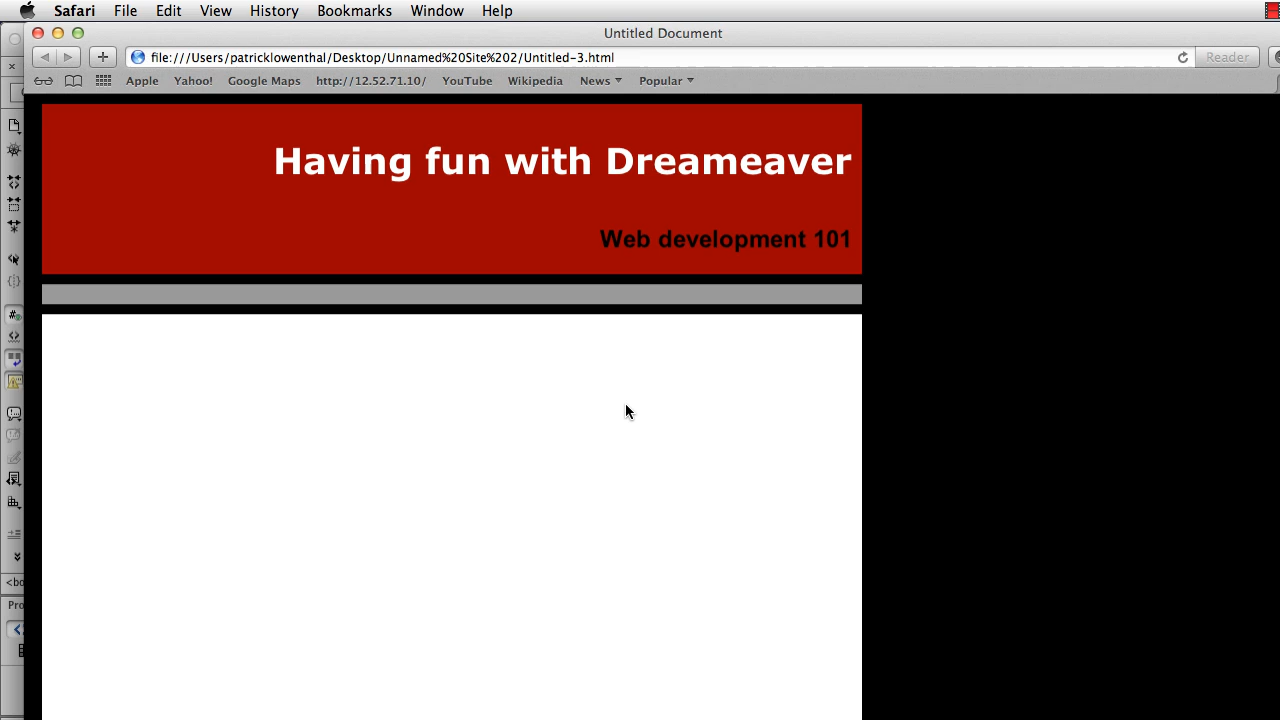 Safari File Edit View History Bookmarks Window Help
Untitled Document
file:///Users/patricklowenthal/Desktop/Unnamed%20Site%202/Untitled-3.html
Reader
Apple Yahoo! Google Maps http://12.52.71.10/ YouTube Wikipedia News Popular
Having fun with Dreameaver
Web development 101
<bo
Pro